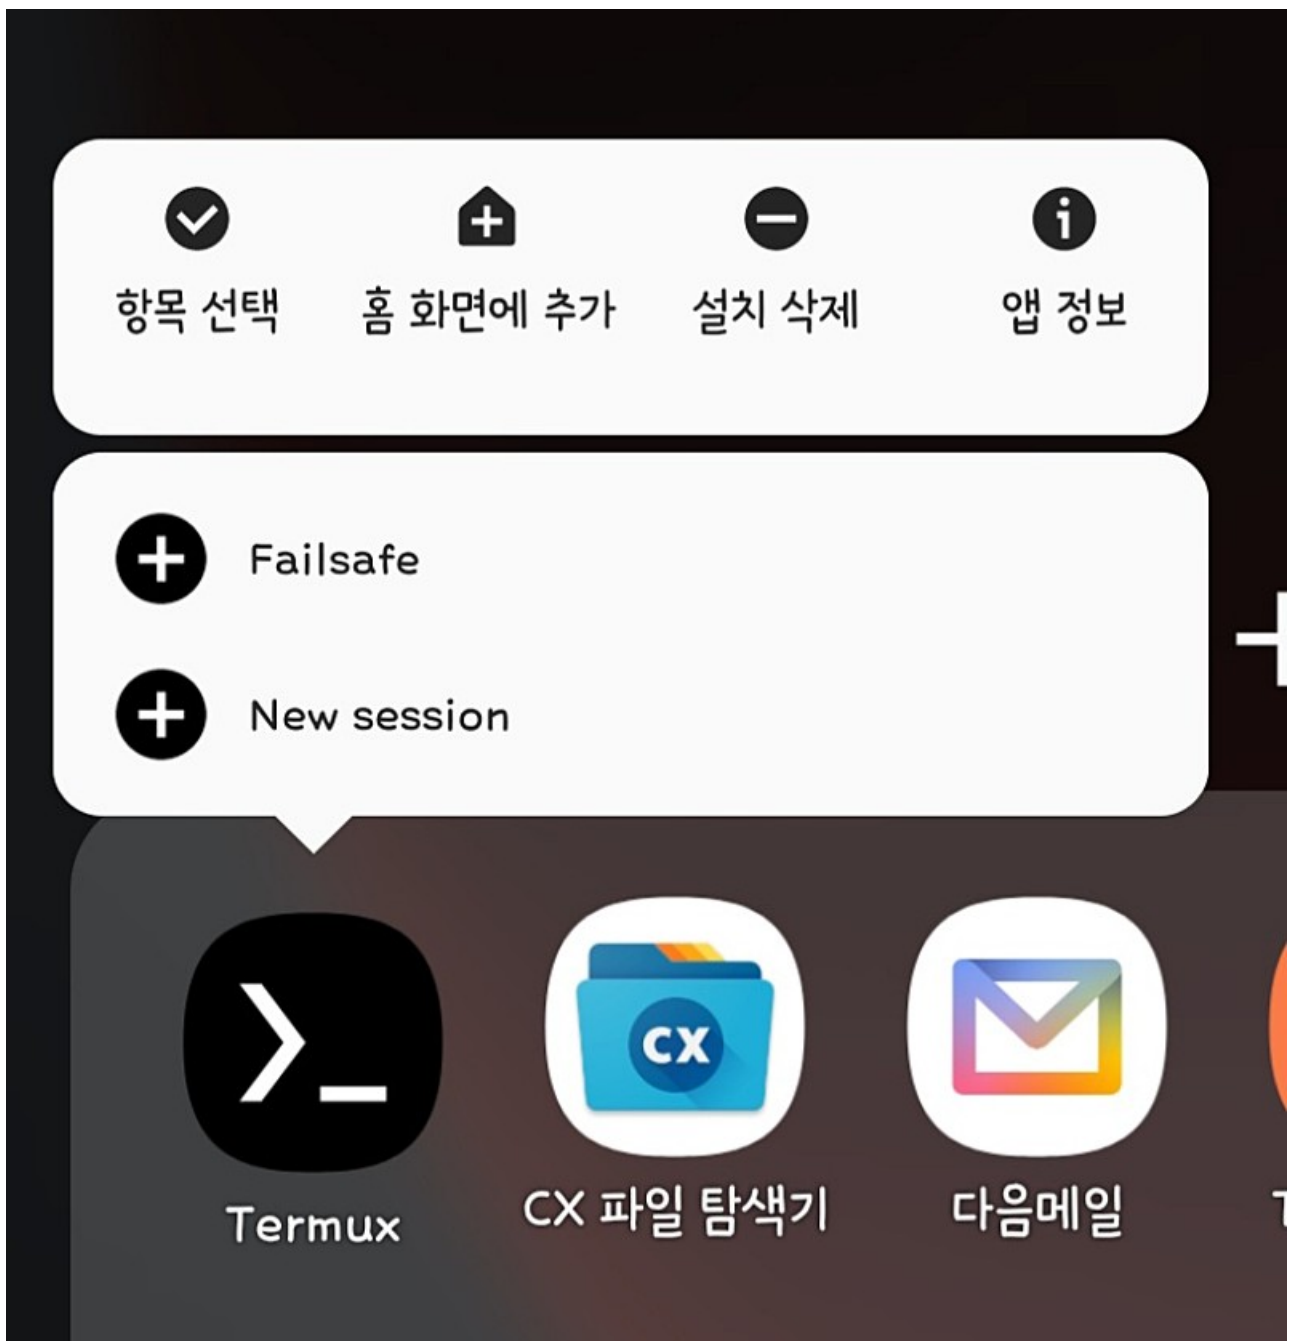 항목 선택
홈 화면에 추가
설치 삭제
앱 정보
Failsafe
New session
CX
Termux
CX 파일 탐색기
다음메일